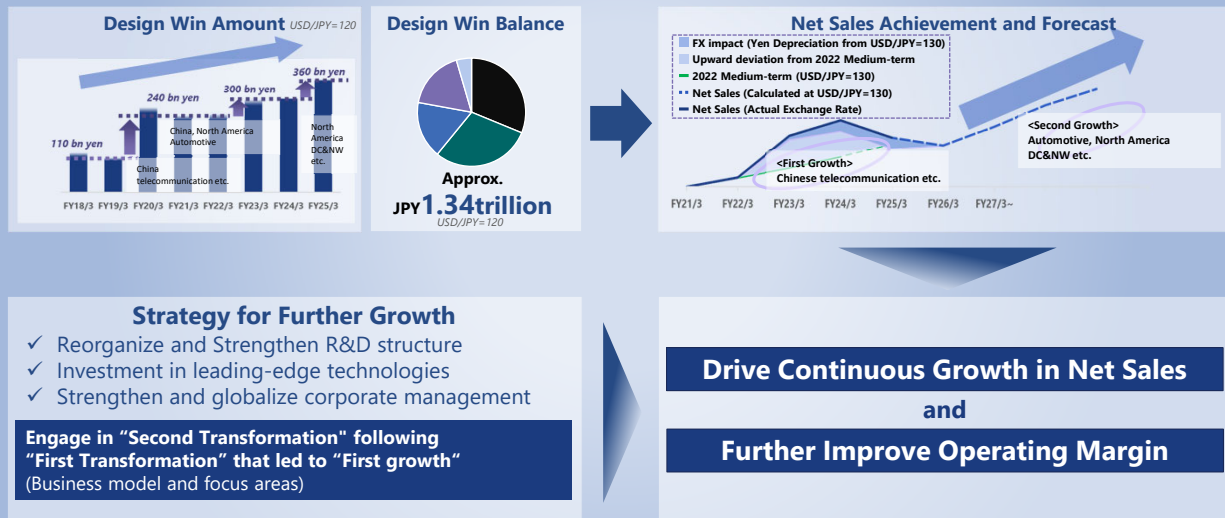 Design Win Amount USD/JPY=120
360 bn yen
300 bn yen
240 bn yen
110 bn yen
China, North America
Automotive
North
America
DC&NW
etc.
China
telecommunication etc.
FY18/3 FY19/3 FY20/3 FY21/3 FY22/3 FY23/3 FY24/3 FY25/3
Design Win Balance
Approx.
JPY1.34trillion
USD/JPY=120
Net Sales Achievement and Forecast
FX impact (Yen Depreciation from USD/JPY=130)
Upward deviation from 2022 Medium-term
2022 Medium-term (USD/JPY=130)
Net Sales (Calculated at USD/JPY=130)
Net Sales (Actual Exchange Rate)
<First Growth>
Chinese telecommunication etc.
<Second Growth>
Automotive, North America
DC&NW etc.
FY21/3 FY22/3 FY23/3 FY24/3 FY25/3 FY26/3 FY27/3~
Strategy for Further Growth
✓ Reorganize and Strengthen R&D structure
✓ Investment in leading-edge technologies
✓ Strengthen and globalize corporate management
Engage in “Second Transformation" following
“First Transformation” that led to “First growth“
(Business model and focus areas)
Drive Continuous Growth in Net Sales
and
Further Improve Operating Margin